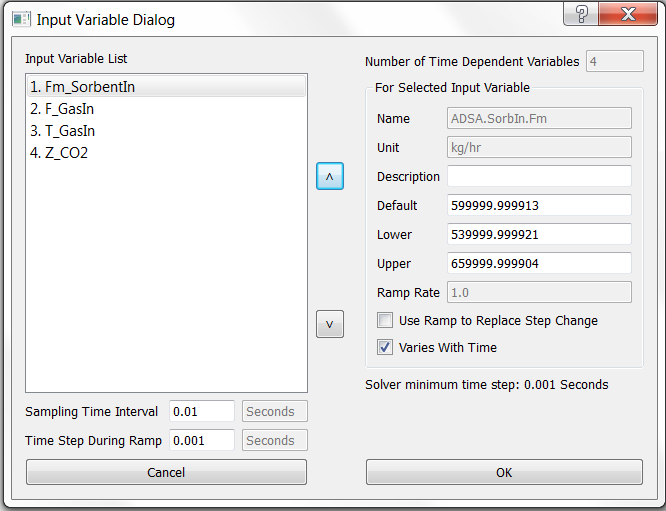 Input Variable Dialog
?
X
Input Variable List
1. Fm_SorbentIn
2. F_GasIn
3. T_GasIn
4. Z_CO2
^
v
Sampling Time Interval 0.01 Seconds
Time Step During Ramp 0.001 Seconds
Cancel
Number of Time Dependent Variables 4
For Selected Input Variable
Name ADSA.SorbIn.Fm
Unit kg/hr
Description
Default 599999.999913
Lower 539999.999921
Upper 659999.999904
Ramp Rate 1.0
Use Ramp to Replace Step Change
Varies With Time
Solver minimum time step: 0.001 Seconds
OK